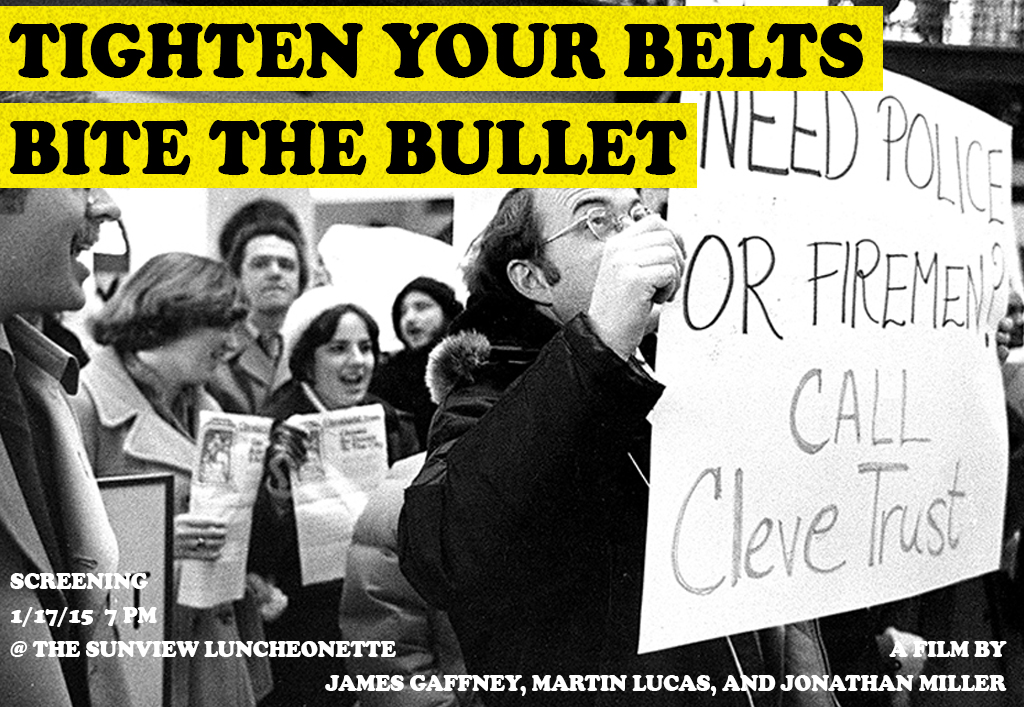 TIGHTEN YOUR BELTS
BITE THE BULLET
NEED POLICE
OR FIREMEN?
CALL
Cleve Trust
SCREENING
1/17/15 7 PM
@ THE SUNVIEW LUNCHEONETTE
A FILM BY
JAMES GAFFNEY, MARTIN LUCAS, AND JONATHAN MILLER